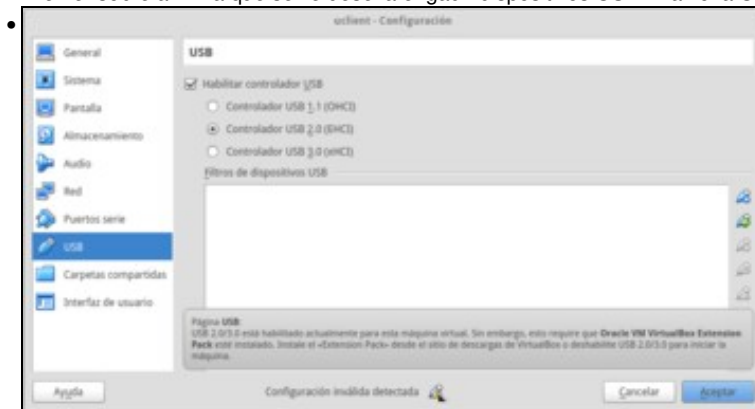 uclient - Configuración
General
Sistema
Pantalla
Almacenamiento
Audio
Red
Puertos serie
USB
Carpetas compartidas
Interfaz de usuario
USB
Habilitar controlador USB
Controlador USB 1.1 (OHCI)
Controlador USB 2.0 (EHCI)
Controlador USB 3.0 (xHCI)
Filtros de dispositivos USB
Página USB:
USB 2.0/3.0 está habilitado actualmente para esta máquina virtual. Sin embargo, esto requiere que Oracle VM VirtualBox Extension
Pack esté instalado. Instale el «Extension Pack» desde el sitio de descargas de VirtualBox o deshabilite USB 2.0/3.0 para iniciar la
máquina.
Ayuda
Configuración inválida detectada
Cancelar
Aceptar